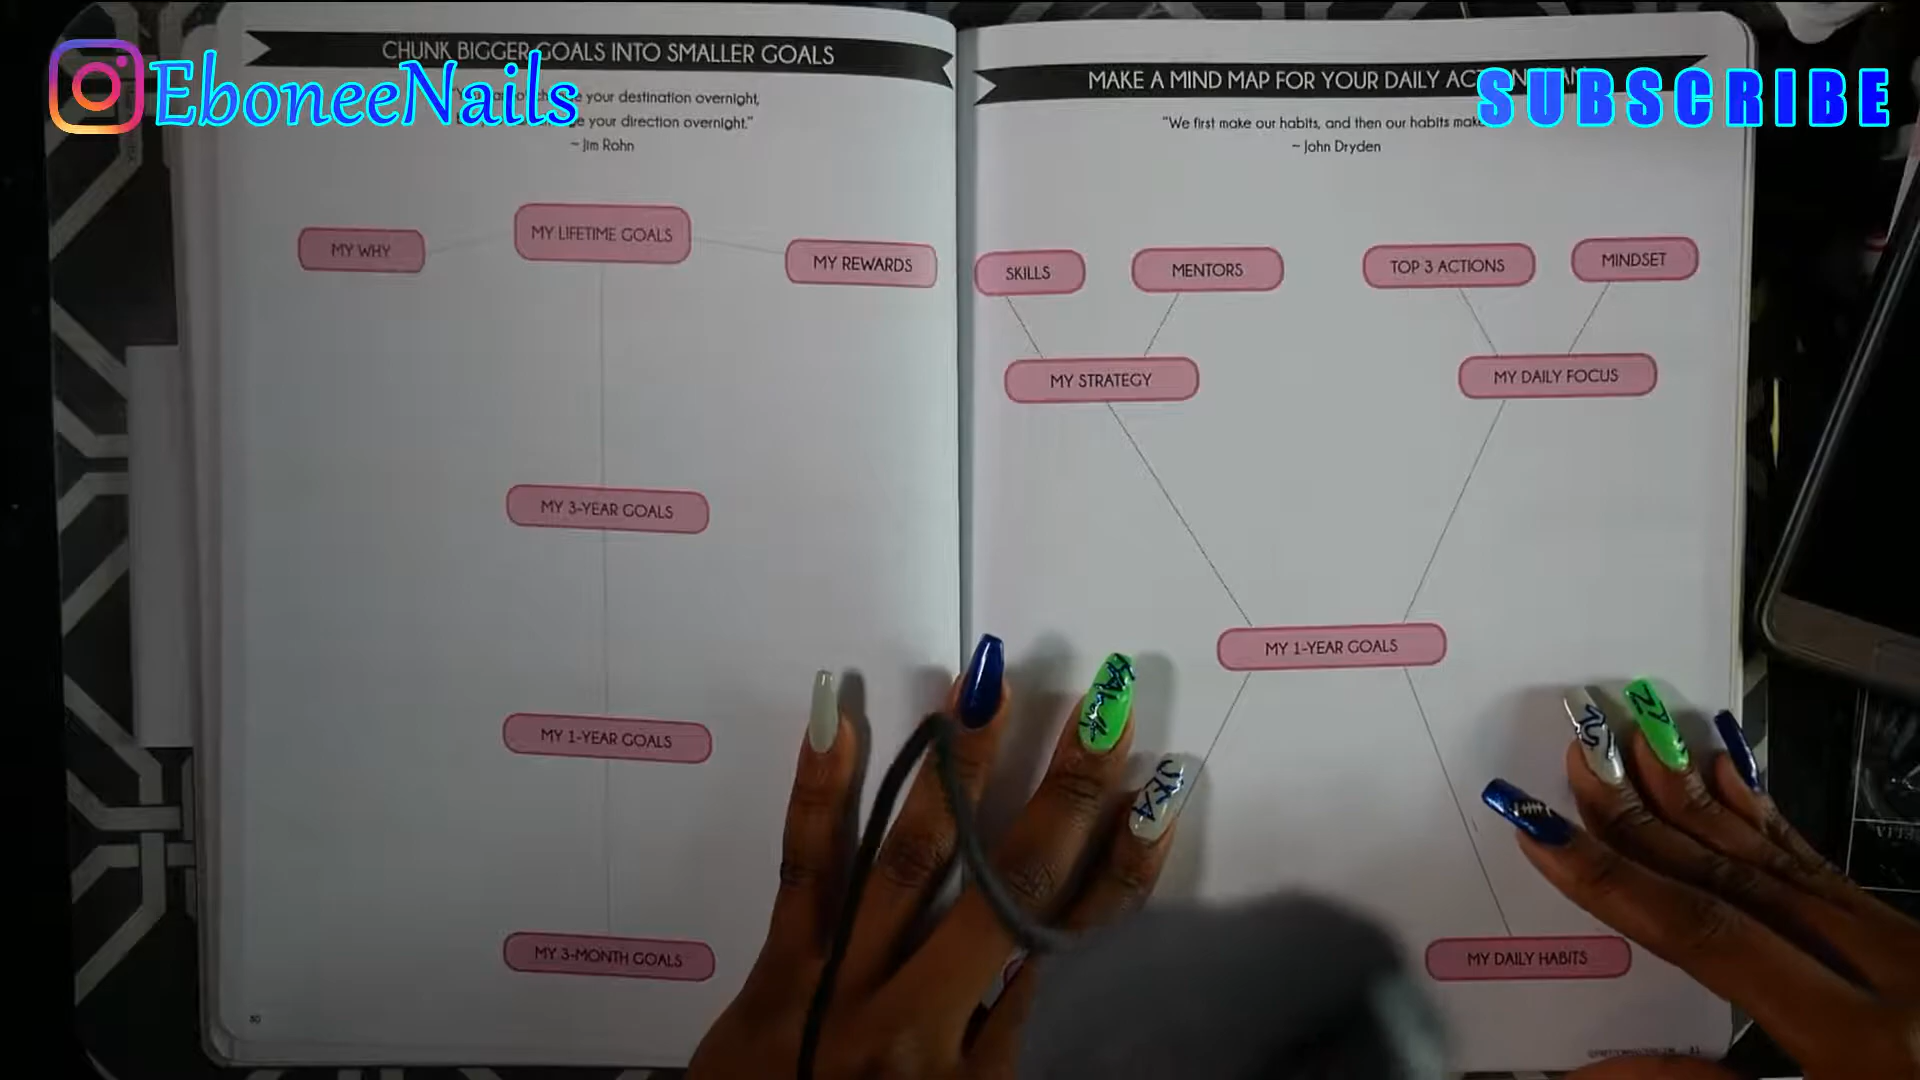 EboneeNails
SUBSCRIBE
CHUNK BIGGER GOALS INTO SMALLER GOALS
your destination overnight,
your direction overnight."
~ Jim Rohn
MY WHY
MY LIFETIME GOALS
MY REWARDS
MY 3-YEAR GOALS
MY 1-YEAR GOALS
MY 3-MONTH GOALS
30
MAKE A MIND MAP FOR YOUR DAILY
"We first make our habits, and then our habits make
~ John Dryden
SKILLS
MENTORS
TOP 3 ACTIONS
MINDSET
MY STRATEGY
MY DAILY FOCUS
MY 1-YEAR GOALS
SEA
MY DAILY HABITS
31